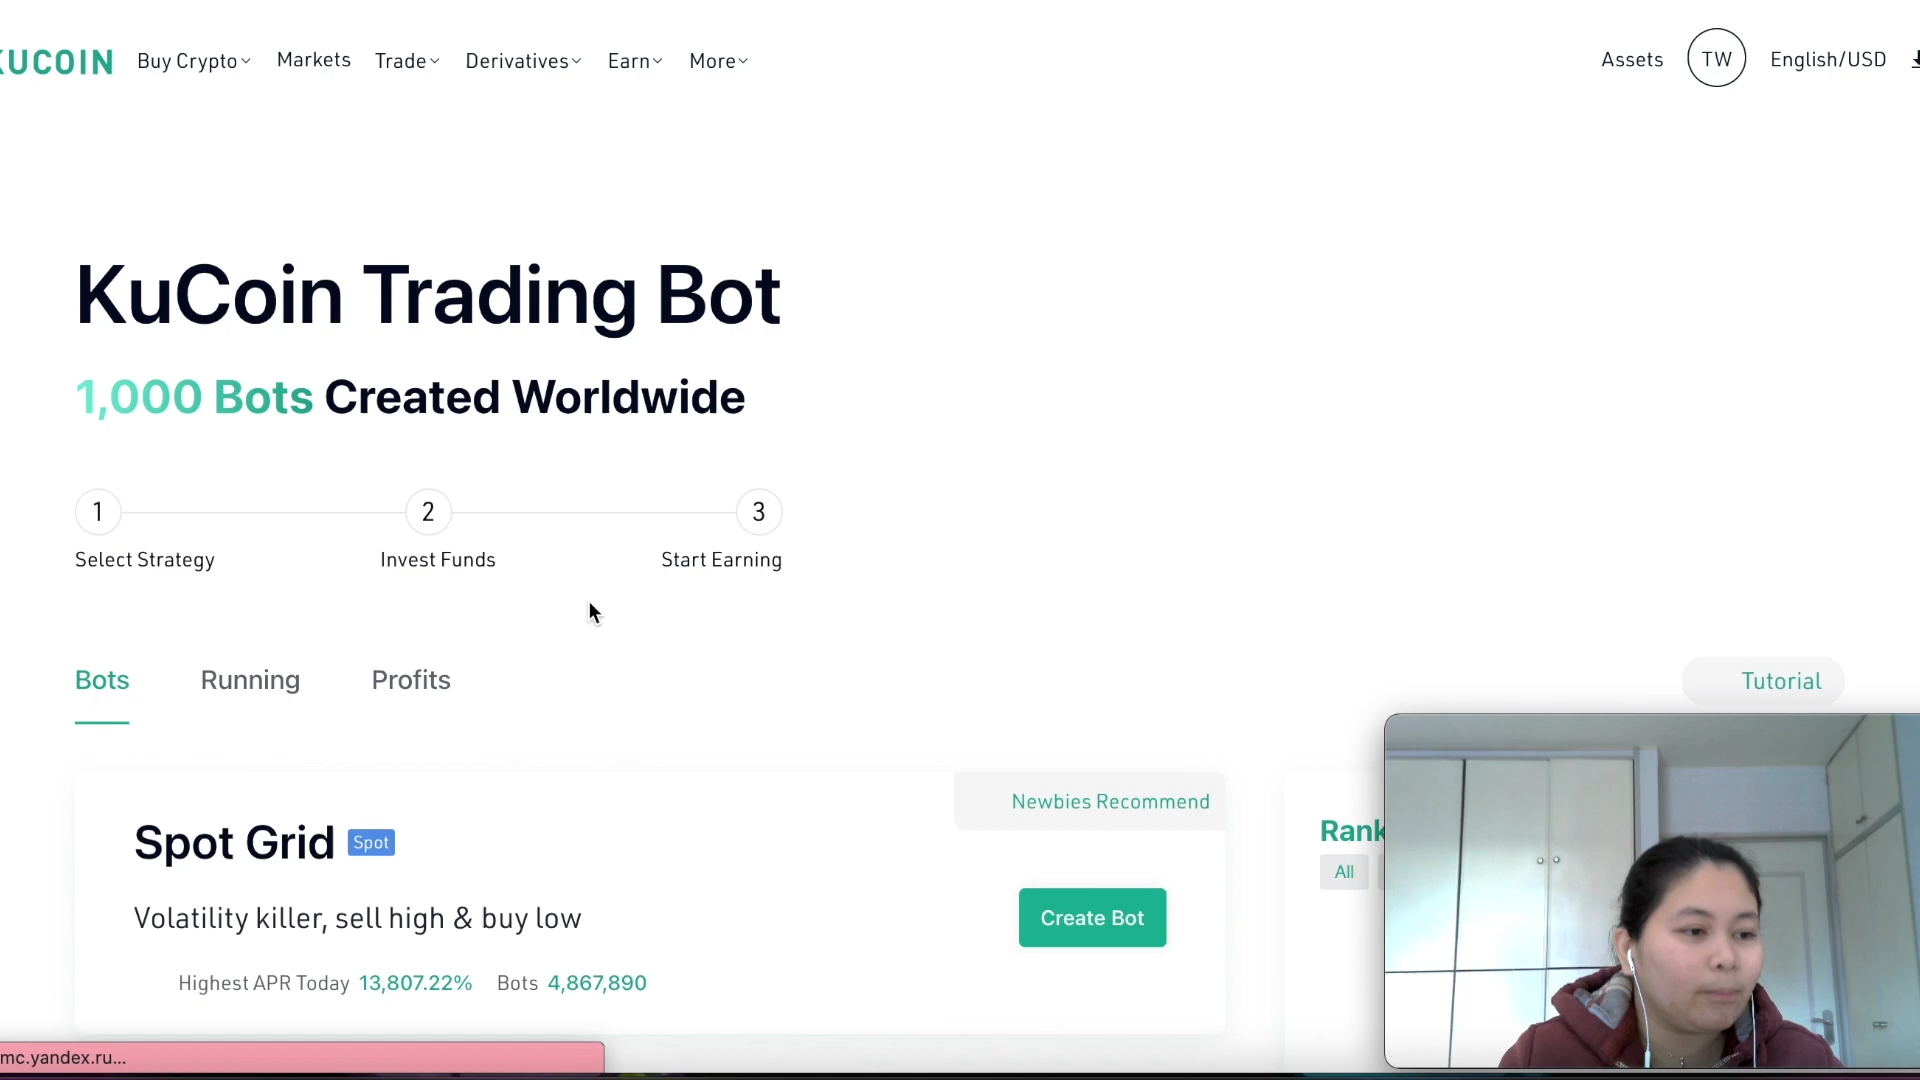 KUCOIN Buy Crypto Markets Trade Derivatives Earn More Assets TW English/USD
KuCoin Trading Bot
1,000 Bots Created Worldwide
1 2 3
Select Strategy Invest Funds Start Earning
Bots Running Profits Tutorial
Newbies Recommend
Spot Grid Spot
Rank
All
Volatility killer, sell high & buy low
Create Bot
Highest APR Today 13,807.22% Bots 4,867,890
mc.yandex.ru...